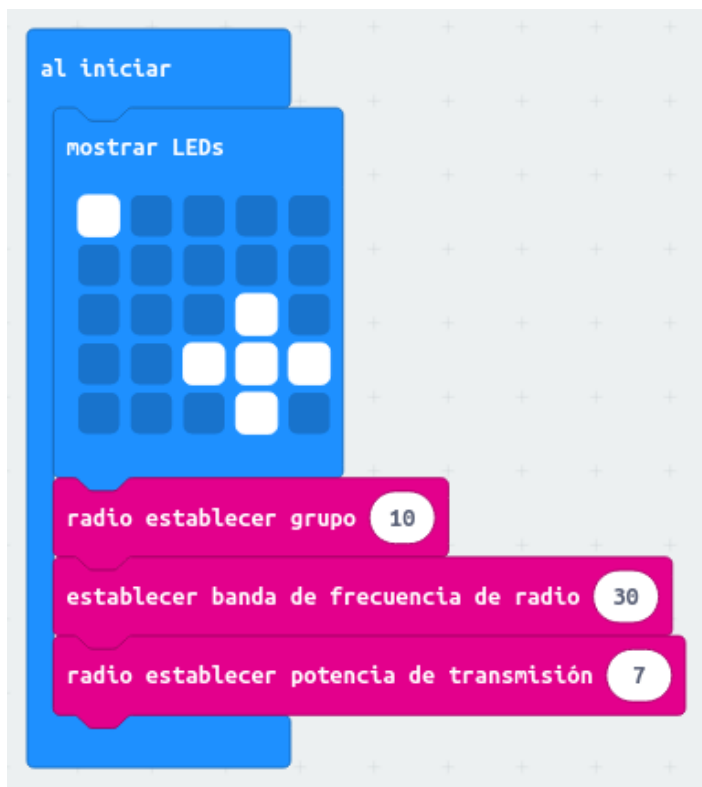 al iniciar
mostrar LEDs
radio establecer grupo 10
establecer banda de frecuencia de radio 30
radio establecer potencia de transmisión 7